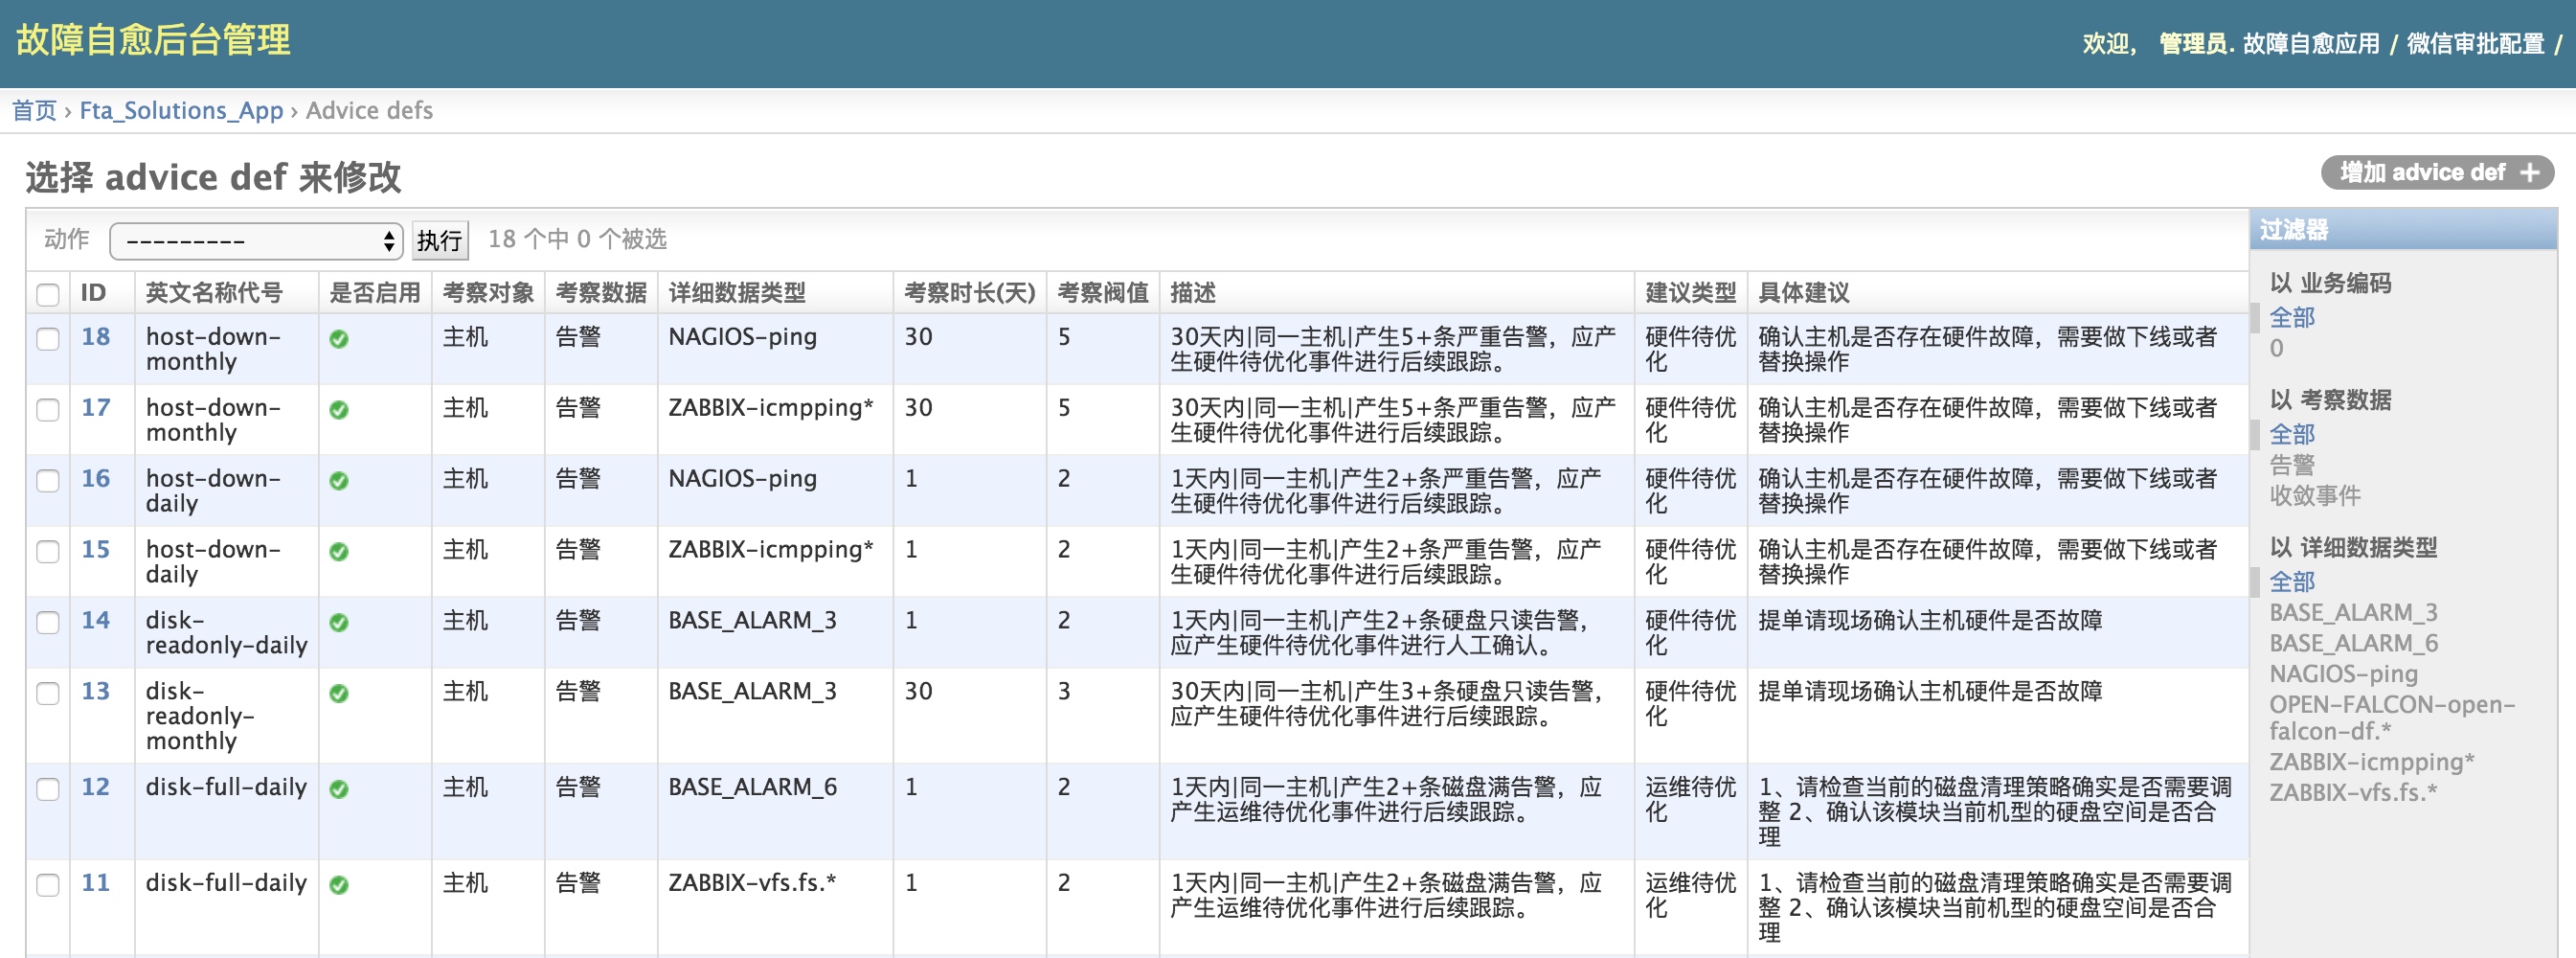 故障自愈后台管理
欢迎, 管理员. 故障自愈应用 / 微信审批配置 /
首页 › Fta_Solutions_App › Advice defs
选择 advice def 来修改
增加 advice def +
动作 --------- 执行 18 个中 0 个被选
ID 英文名称代号 是否启用 考察对象 考察数据 详细数据类型 考察时长(天) 考察阀值 描述 建议类型 具体建议
18 host-down- 主机 告警 NAGIOS-ping 30 5 30天内|同一主机|产生5+条严重告警，应产 硬件待优 确认主机是否存在硬件故障，需要做下线或者
monthly 生硬件待优化事件进行后续跟踪。 化 替换操作
17 host-down- 主机 告警 ZABBIX-icmpping* 30 5 30天内|同一主机|产生5+条严重告警，应产 硬件待优 确认主机是否存在硬件故障，需要做下线或者
monthly 生硬件待优化事件进行后续跟踪。 化 替换操作
16 host-down- 主机 告警 NAGIOS-ping 1 2 1天内|同一主机|产生2+条严重告警，应产 硬件待优 确认主机是否存在硬件故障，需要做下线或者
daily 生硬件待优化事件进行后续跟踪。 化 替换操作
15 host-down- 主机 告警 ZABBIX-icmpping* 1 2 1天内|同一主机|产生2+条严重告警，应产 硬件待优 确认主机是否存在硬件故障，需要做下线或者
daily 生硬件待优化事件进行后续跟踪。 化 替换操作
14 disk- 主机 告警 BASE_ALARM_3 1 2 1天内|同一主机|产生2+条硬盘只读告警， 硬件待优 提单请现场确认主机硬件是否故障
readonly-daily 应产生硬件待优化事件进行人工确认。 化
13 disk- 主机 告警 BASE_ALARM_3 30 3 30天内|同一主机|产生3+条硬盘只读告警， 硬件待优 提单请现场确认主机硬件是否故障
readonly- 应产生硬件待优化事件进行后续跟踪。 化
monthly
12 disk-full-daily 主机 告警 BASE_ALARM_6 1 2 1天内|同一主机|产生2+条磁盘满告警，应 运维待优 1、请检查当前的磁盘清理策略确实是否需要调
产生运维待优化事件进行后续跟踪。 化 整 2、确认该模块当前机型的硬盘空间是否合
理
11 disk-full-daily 主机 告警 ZABBIX-vfs.fs.* 1 2 1天内|同一主机|产生2+条磁盘满告警，应 运维待优 1、请检查当前的磁盘清理策略确实是否需要调
产生运维待优化事件进行后续跟踪。 化 整 2、确认该模块当前机型的硬盘空间是否合
理
过滤器
以 业务编码
全部
0
以 考察数据
全部
告警
收敛事件
以 详细数据类型
全部
BASE_ALARM_3
BASE_ALARM_6
NAGIOS-ping
OPEN-FALCON-open-
falcon-df.*
ZABBIX-icmpping*
ZABBIX-vfs.fs.*